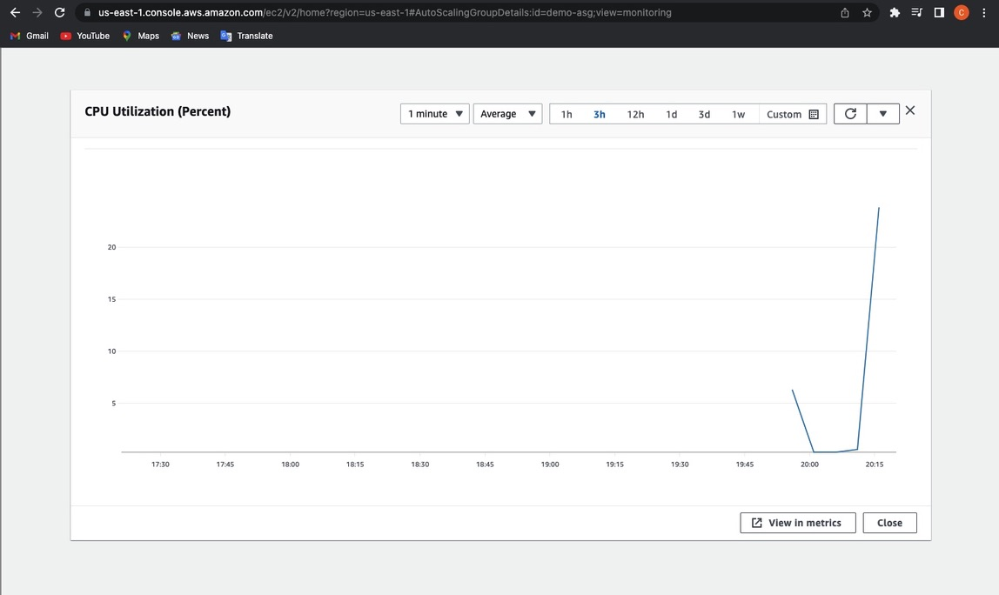 us-east-1.console.aws.amazon.com/ec2/v2/home?region=us-east-1#AutoScalingGroupDetails:id=demo-asg;view=monitoring
C
Gmail YouTube Maps News Translate
CPU Utilization (Percent)
1 minute Average 1h 3h 12h 1d 3d 1w Custom
20
15
10
5
17:30 17:45 18:00 18:15 18:30 18:45 19:00 19:15 19:30 19:45 20:00 20:15
View in metrics Close